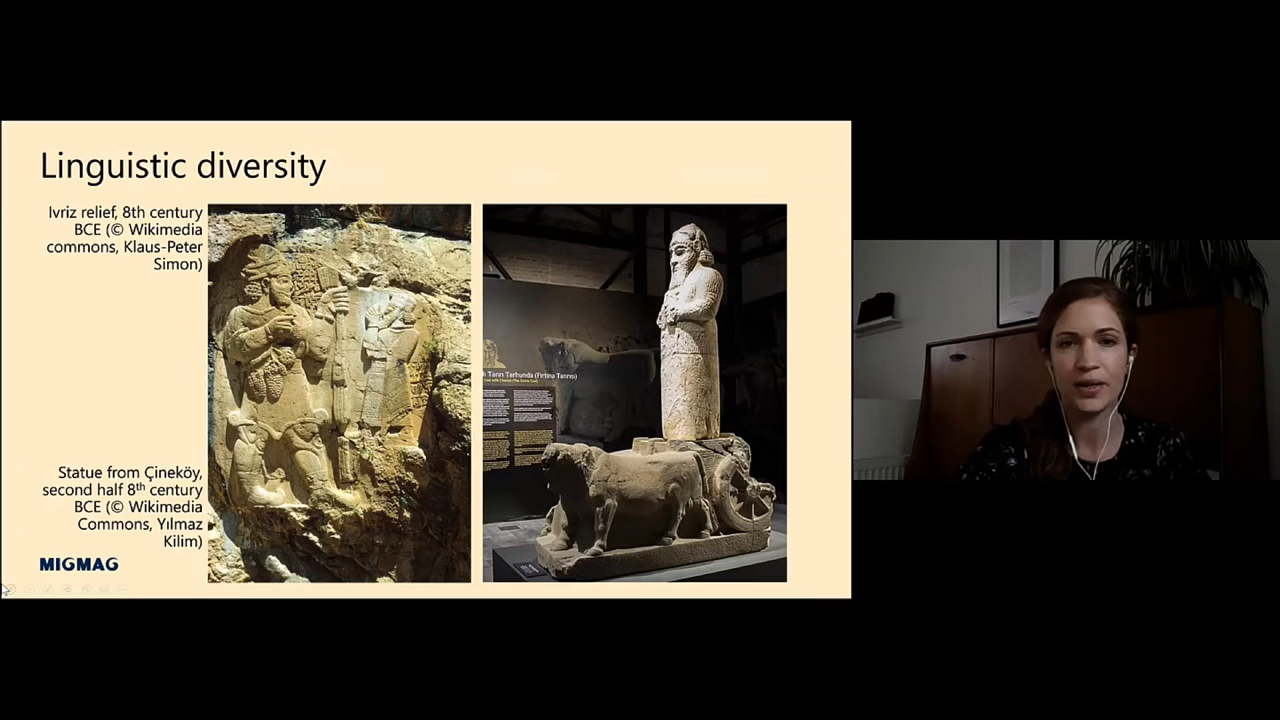 Linguistic diversity
Ivriz relief, 8th century
BCE (© Wikimedia
commons, Klaus-Peter
Simon)
Tanrı Tarhunda (Fırtına Tanrısı)
Statue from Çineköy,
second half 8th century
BCE (© Wikimedia
Commons, Yılmaz
Kilim)
MIGMAG